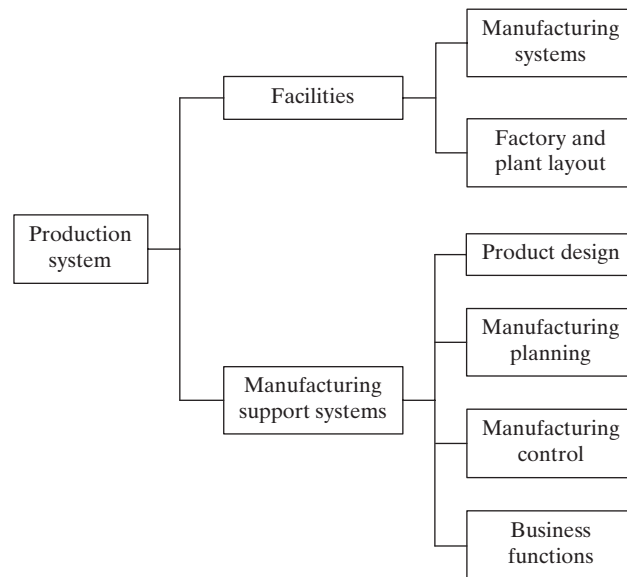 Manufacturing
systems
Facilities
Factory and
plant layout
Production
system
Product design
Manufacturing
planning
Manufacturing
support systems
Manufacturing
control
Business
functions